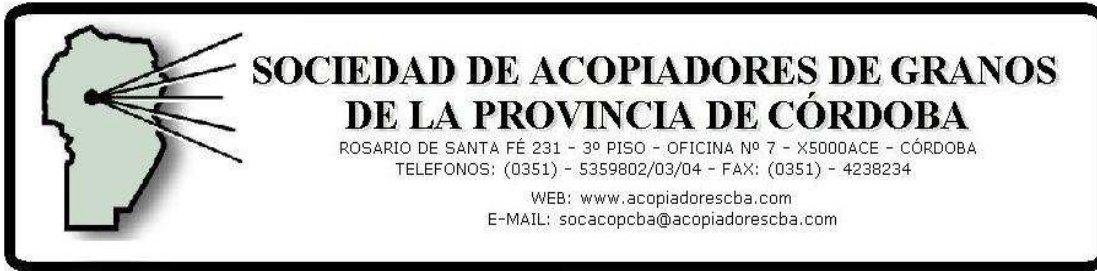 SOCIEDAD DE ACOPIADORES DE GRANOS
DE LA PROVINCIA DE CÓRDOBA
ROSARIO DE SANTA FÉ 231 - 3º PISO - OFICINA Nº 7 - X5000ACE - CÓRDOBA
TELEFONOS: (0351) - 5359802/03/04 - FAX: (0351) - 4238234
WEB: www.acopiadorescba.com
E-MAIL: socacopcba@acopiadorescba.com